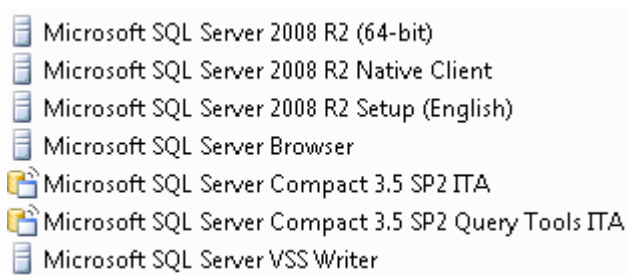 Microsoft SQL Server 2008 R2 (64-bit)
Microsoft SQL Server 2008 R2 Native Client
Microsoft SQL Server 2008 R2 Setup (English)
Microsoft SQL Server Browser
Microsoft SQL Server Compact 3.5 SP2 ITA
Microsoft SQL Server Compact 3.5 SP2 Query Tools ITA
Microsoft SQL Server VSS Writer